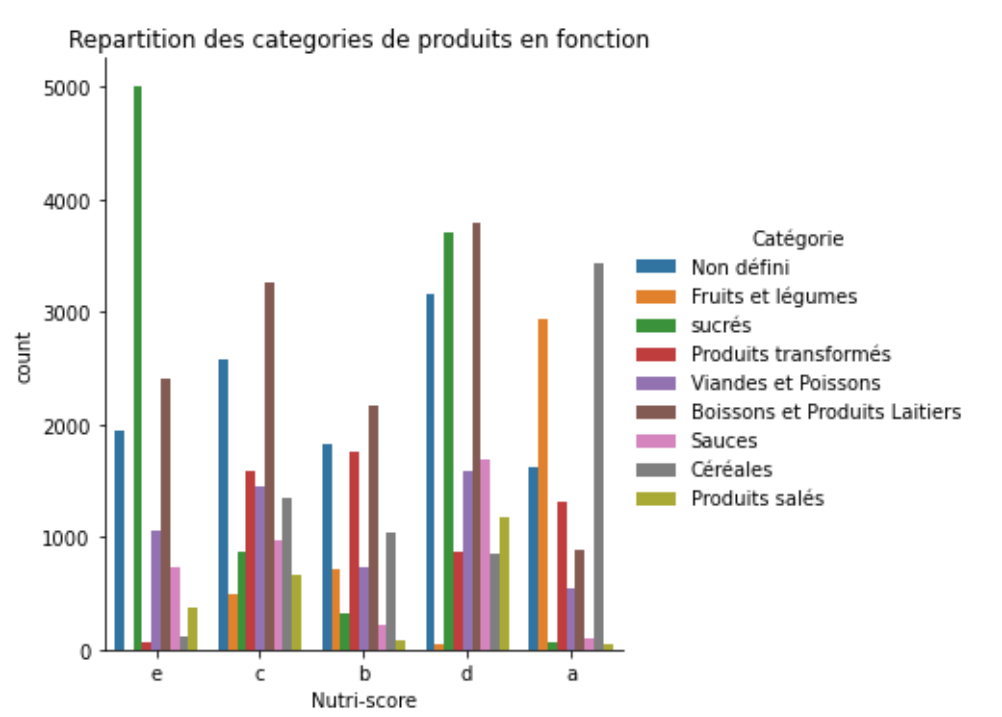 Repartition des categories de produits en fonction
5000
4000
3000
2000
1000
0
count
e c b d a
Nutri-score
Catégorie
Non défini
Fruits et légumes
sucrés
Produits transformés
Viandes et Poissons
Boissons et Produits Laitiers
Sauces
Céréales
Produits salés